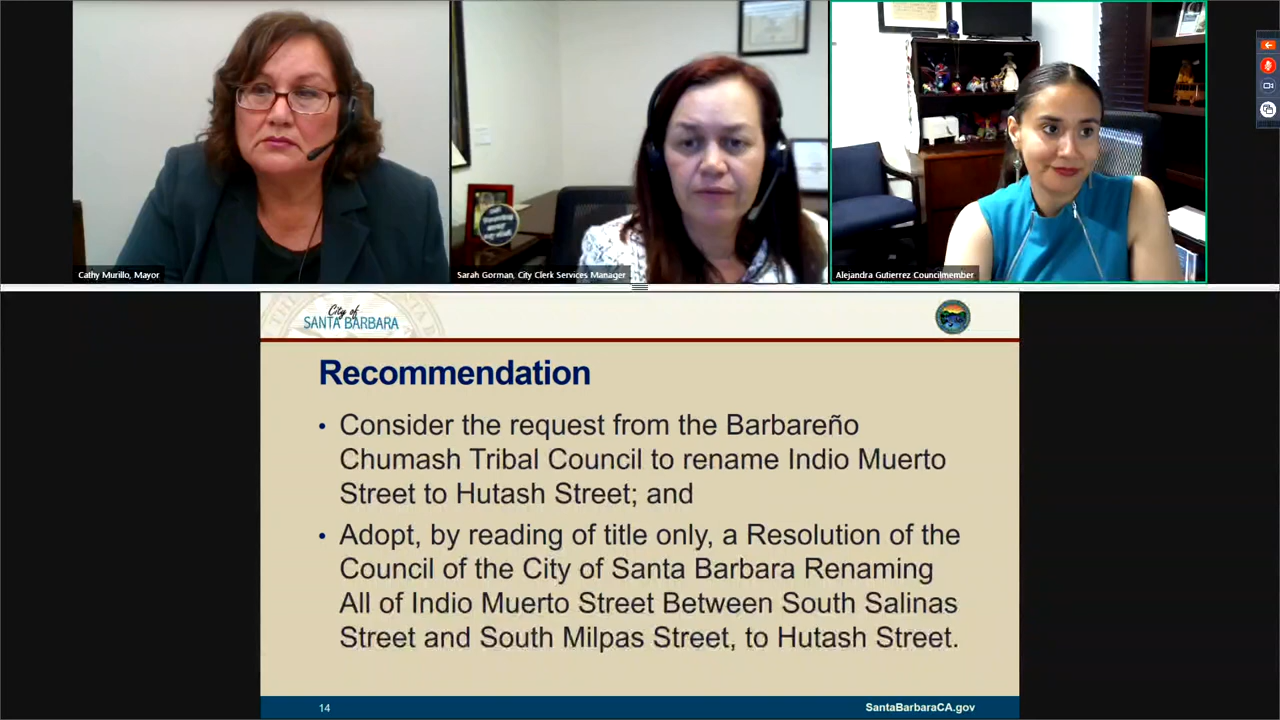 Cathy Murillo, Mayor
Sarah Gorman, City Clerk Services Manager
Alejandra Gutierrez Councilmember
City of
SANTA BARBARA
Recommendation
• Consider the request from the Barbareño
Chumash Tribal Council to rename Indio Muerto
Street to Hutash Street; and
• Adopt, by reading of title only, a Resolution of the
Council of the City of Santa Barbara Renaming
All of Indio Muerto Street Between South Salinas
Street and South Milpas Street, to Hutash Street.
14
SantaBarbaraCA.gov